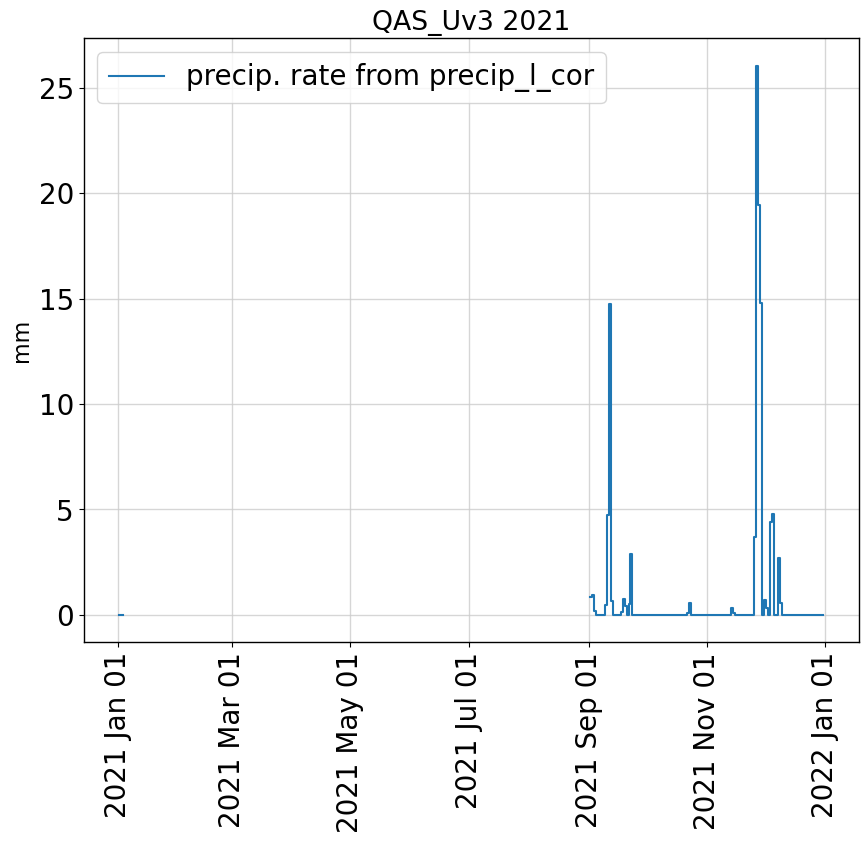 QAS_Uv3 2021
precip. rate from precip_l_cor
mm
25
20
15
10
5
0
2021 Jan 01
2021 Mar 01
2021 May 01
2021 Jul 01
2021 Sep 01
2021 Nov 01
2022 Jan 01